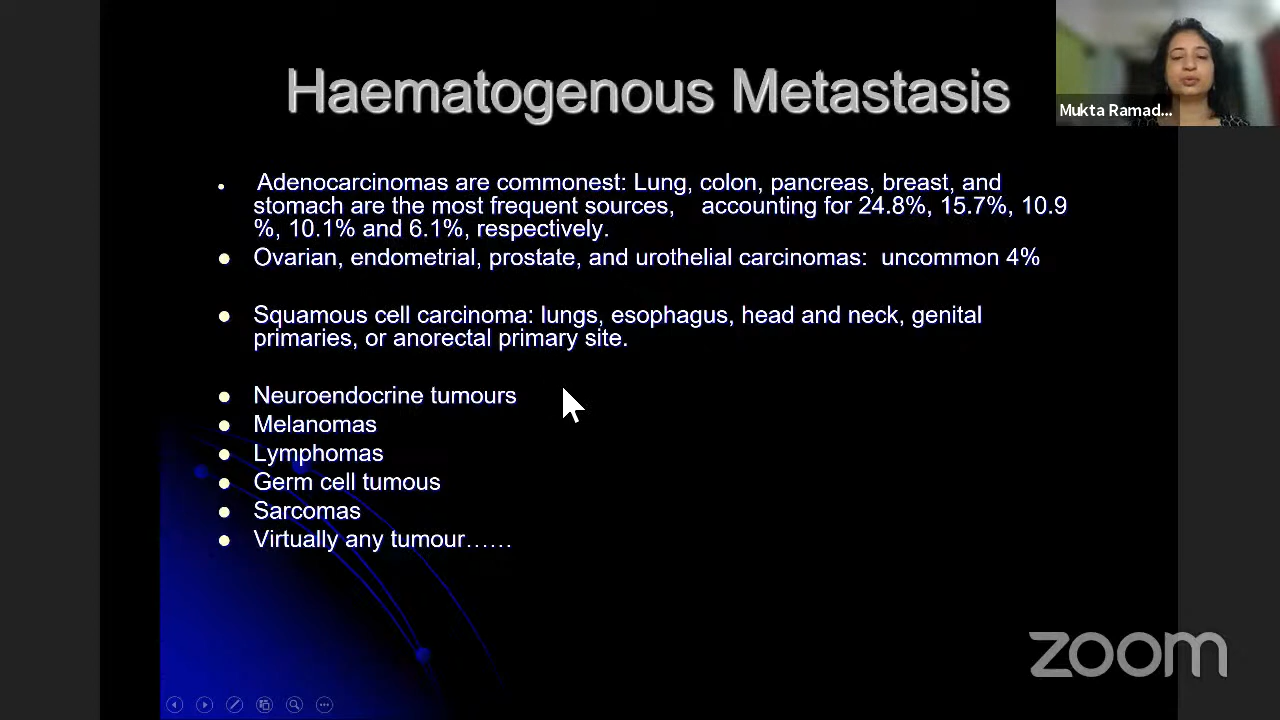 Haematogenous Metastasis
Mukta Ramad...
Adenocarcinomas are commonest: Lung, colon, pancreas, breast, and
stomach are the most frequent sources, accounting for 24.8%, 15.7%, 10.9
%, 10.1% and 6.1%, respectively.
Ovarian, endometrial, prostate, and urothelial carcinomas: uncommon 4%
Squamous cell carcinoma: lungs, esophagus, head and neck, genital
primaries, or anorectal primary site.
Neuroendocrine tumours
Melanomas
Lymphomas
Germ cell tumous
Sarcomas
Virtually any tumour……
zoom